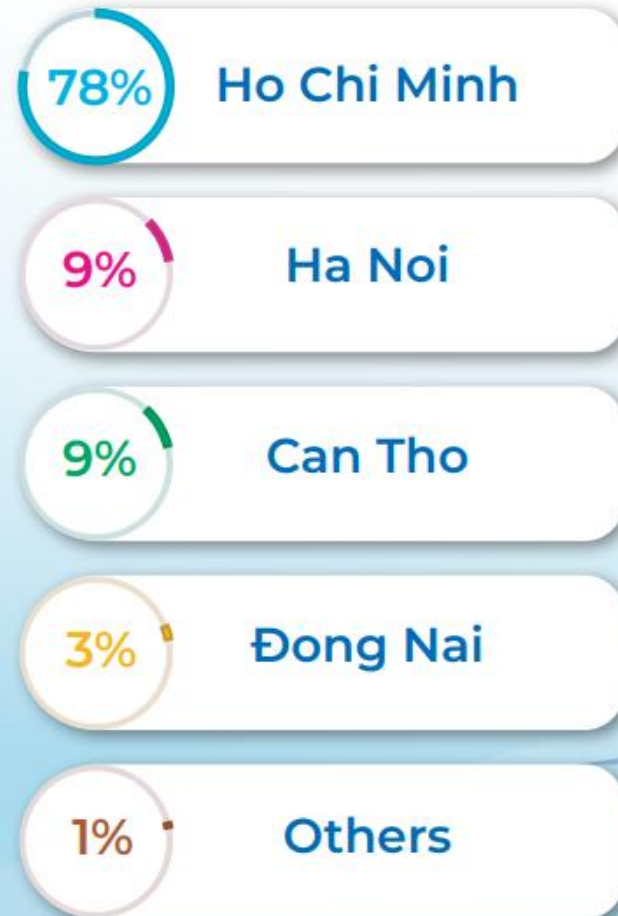 78% Ho Chi Minh
9% Ha Noi
9% Can Tho
3% Đong Nai
1% Others